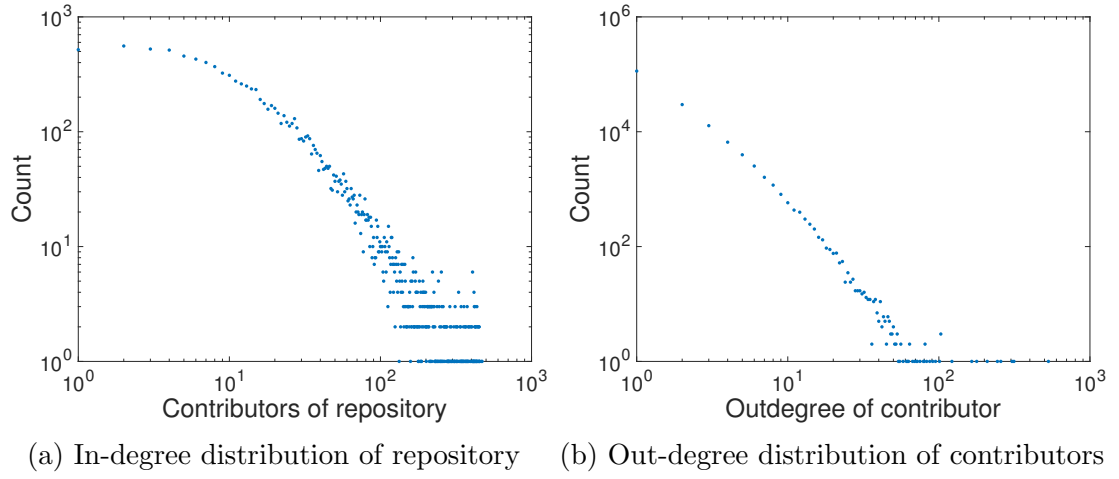 10^3
10^2
10^1
10^0
Count
10^0 10^1 10^2 10^3
Contributors of repository
(a) In-degree distribution of repository
10^6
10^4
10^2
10^0
Count
10^0 10^1 10^2 10^3
Outdegree of contributor
(b) Out-degree distribution of contributors